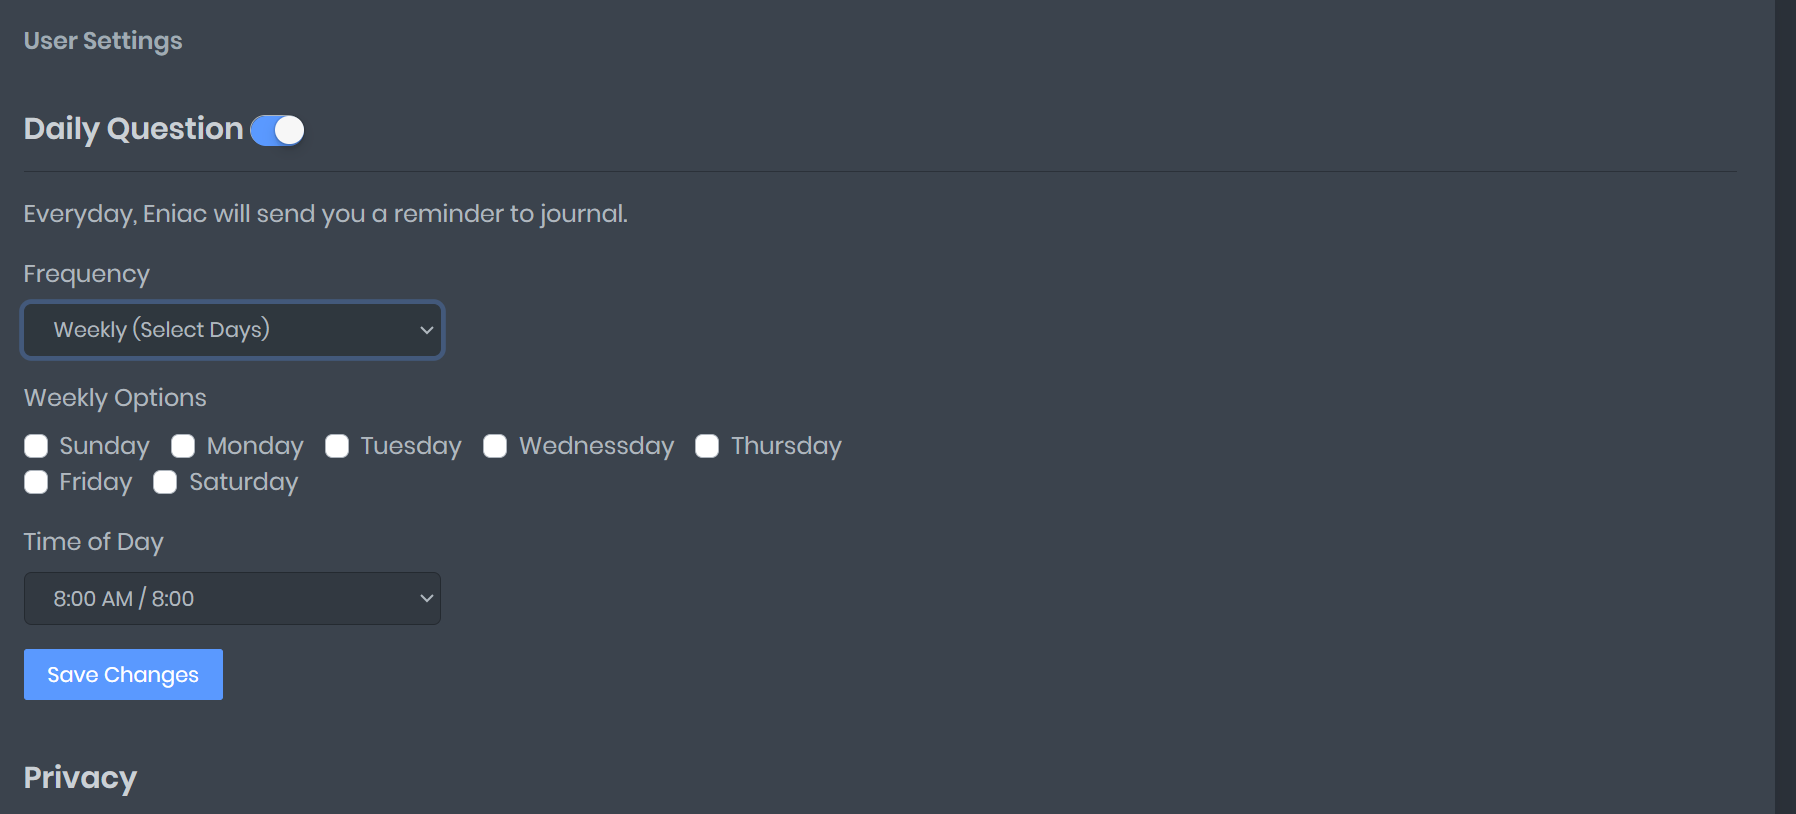 User Settings
Daily Question
Everyday, Eniac will send you a reminder to journal.
Frequency
Weekly (Select Days)
Weekly Options
Sunday Monday Tuesday Wednessday Thursday
Friday Saturday
Time of Day
8:00 AM / 8:00
Save Changes
Privacy